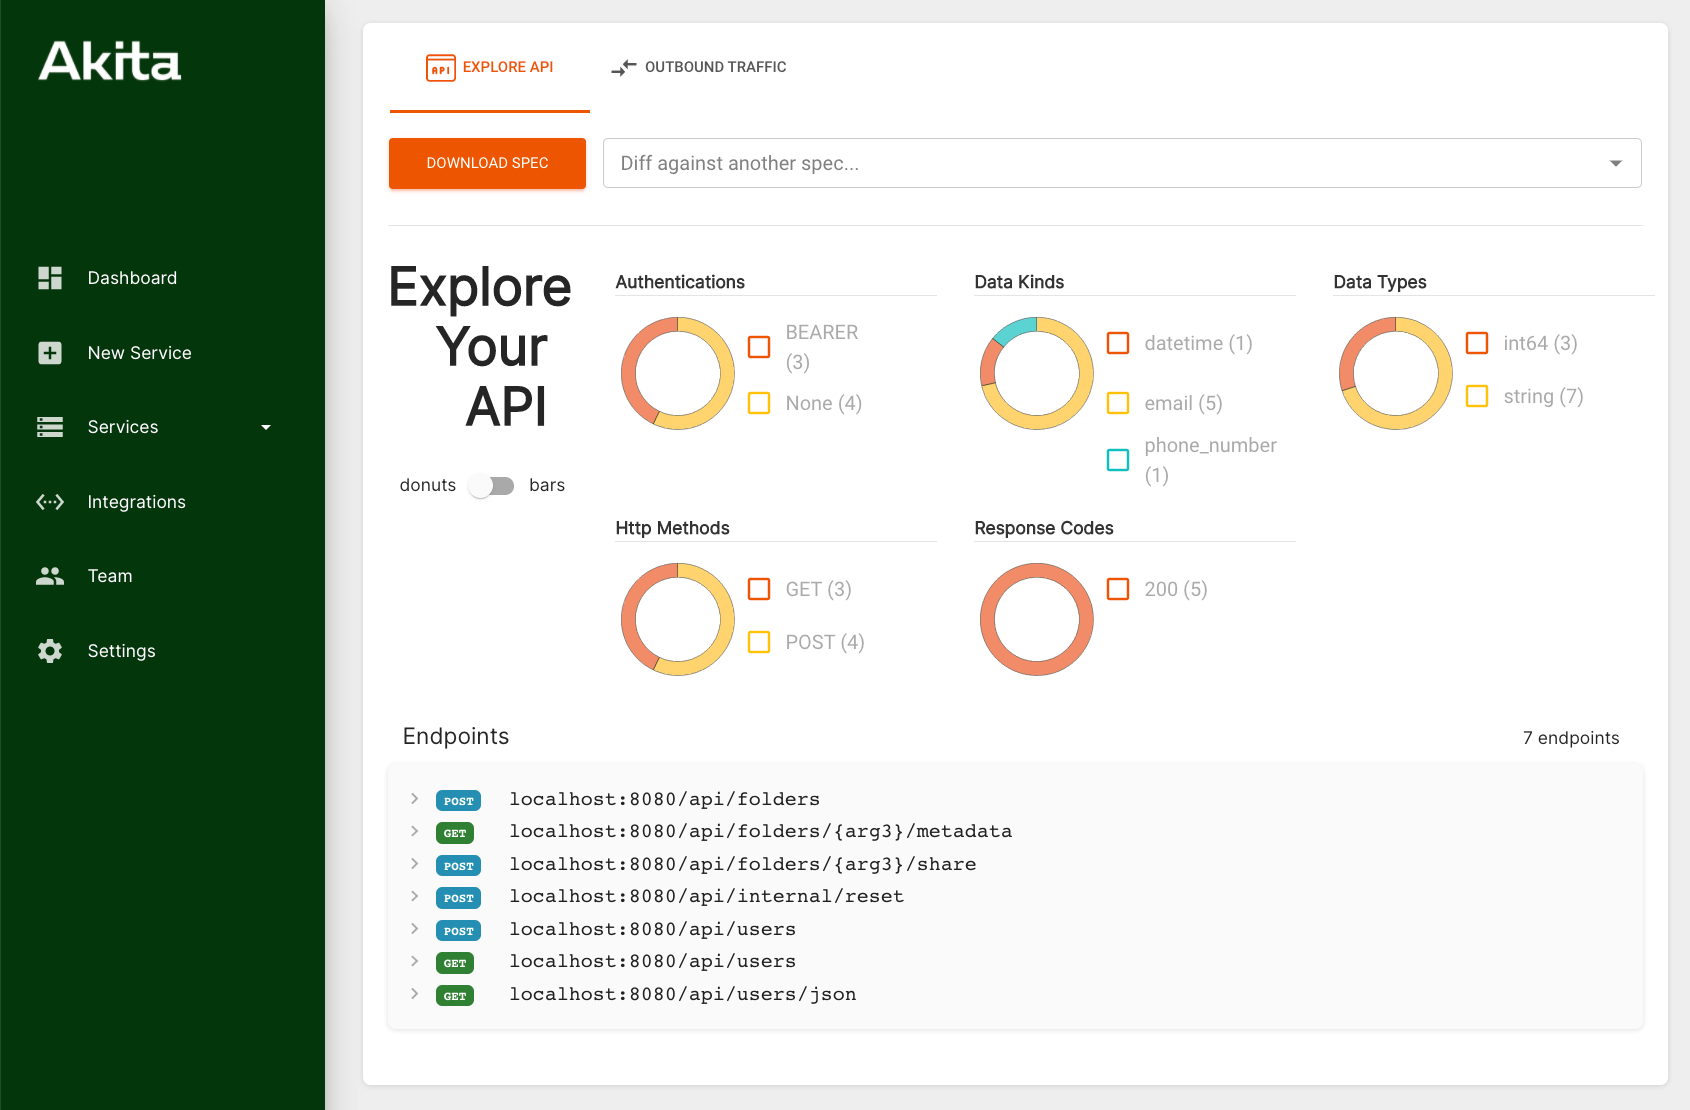 Akita
Dashboard
New Service
Services
Integrations
Team
Settings
API EXPLORE API
OUTBOUND TRAFFIC
DOWNLOAD SPEC
Diff against another spec...
Explore
Your
API
donuts bars
Authentications
BEARER
(3)
None (4)
Data Kinds
datetime (1)
email (5)
phone_number
(1)
Data Types
int64 (3)
string (7)
Http Methods
GET (3)
POST (4)
Response Codes
200 (5)
Endpoints
7 endpoints
POST localhost:8080/api/folders
GET localhost:8080/api/folders/{arg3}/metadata
POST localhost:8080/api/folders/{arg3}/share
POST localhost:8080/api/internal/reset
POST localhost:8080/api/users
GET localhost:8080/api/users
GET localhost:8080/api/users/json